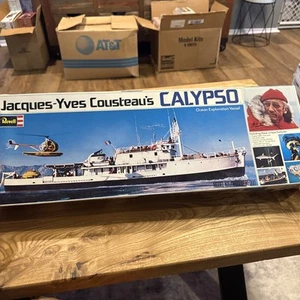 AT&T
Model Kits
Jacques-Yves Cousteau's CALYPSO
Ocean Exploration Vessel
Revell